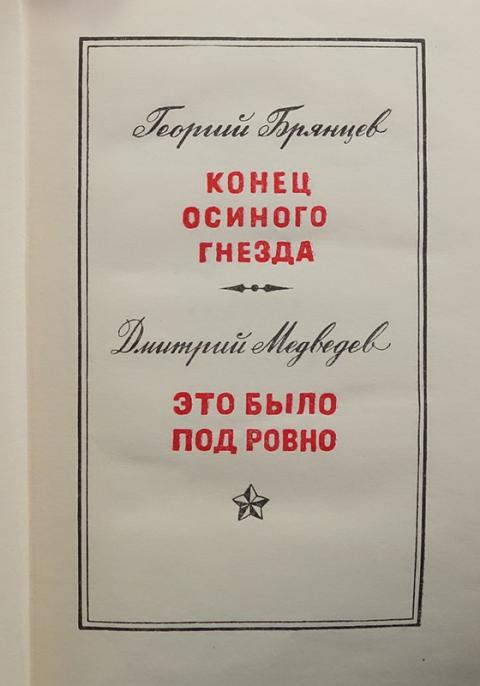 Георгий Брянцев
КОНЕЦ
ОСИНОГО
ГНЕЗДА
Дмитрий Медведев
ЭТО БЫЛО
ПОД РОВНО